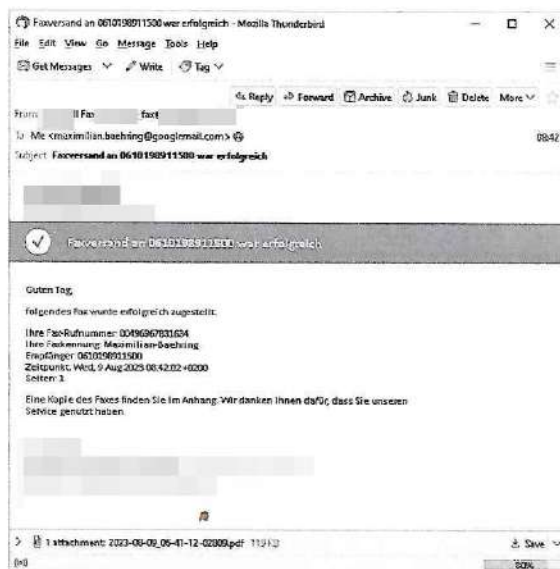 Faxversand an 0610198911500 war erfolgreich - Mozilla Thunderbird
File Edit View Go Message Tools Help
Get Messages Write Tag
Reply Forward Archive Junk Delete More
From Fax fax
To Me <maximilian.baehring@googlemail.com> 08:42
Subject Faxversand an 0610198911500 war erfolgreich
Faxversand an 0610198911500 war erfolgreich
Guten Tag,
folgendes Fax wurde erfolgreich zugestellt:
Ihre Fax-Rufnummer: 00496967831634
Ihre Faxkennung: Maximilian-Baehring
Empfänger: 0610198911500
Zeitpunkt: Wed, 9 Aug 2023 08:42:02 +0200
Seiten: 1
Eine Kopie des Faxes finden Sie im Anhang. Wir danken Ihnen dafür, dass Sie unseren
Service genutzt haben.
1 attachment: 2023-08-09_06-41-12-02809.pdf 119 KB Save
80%